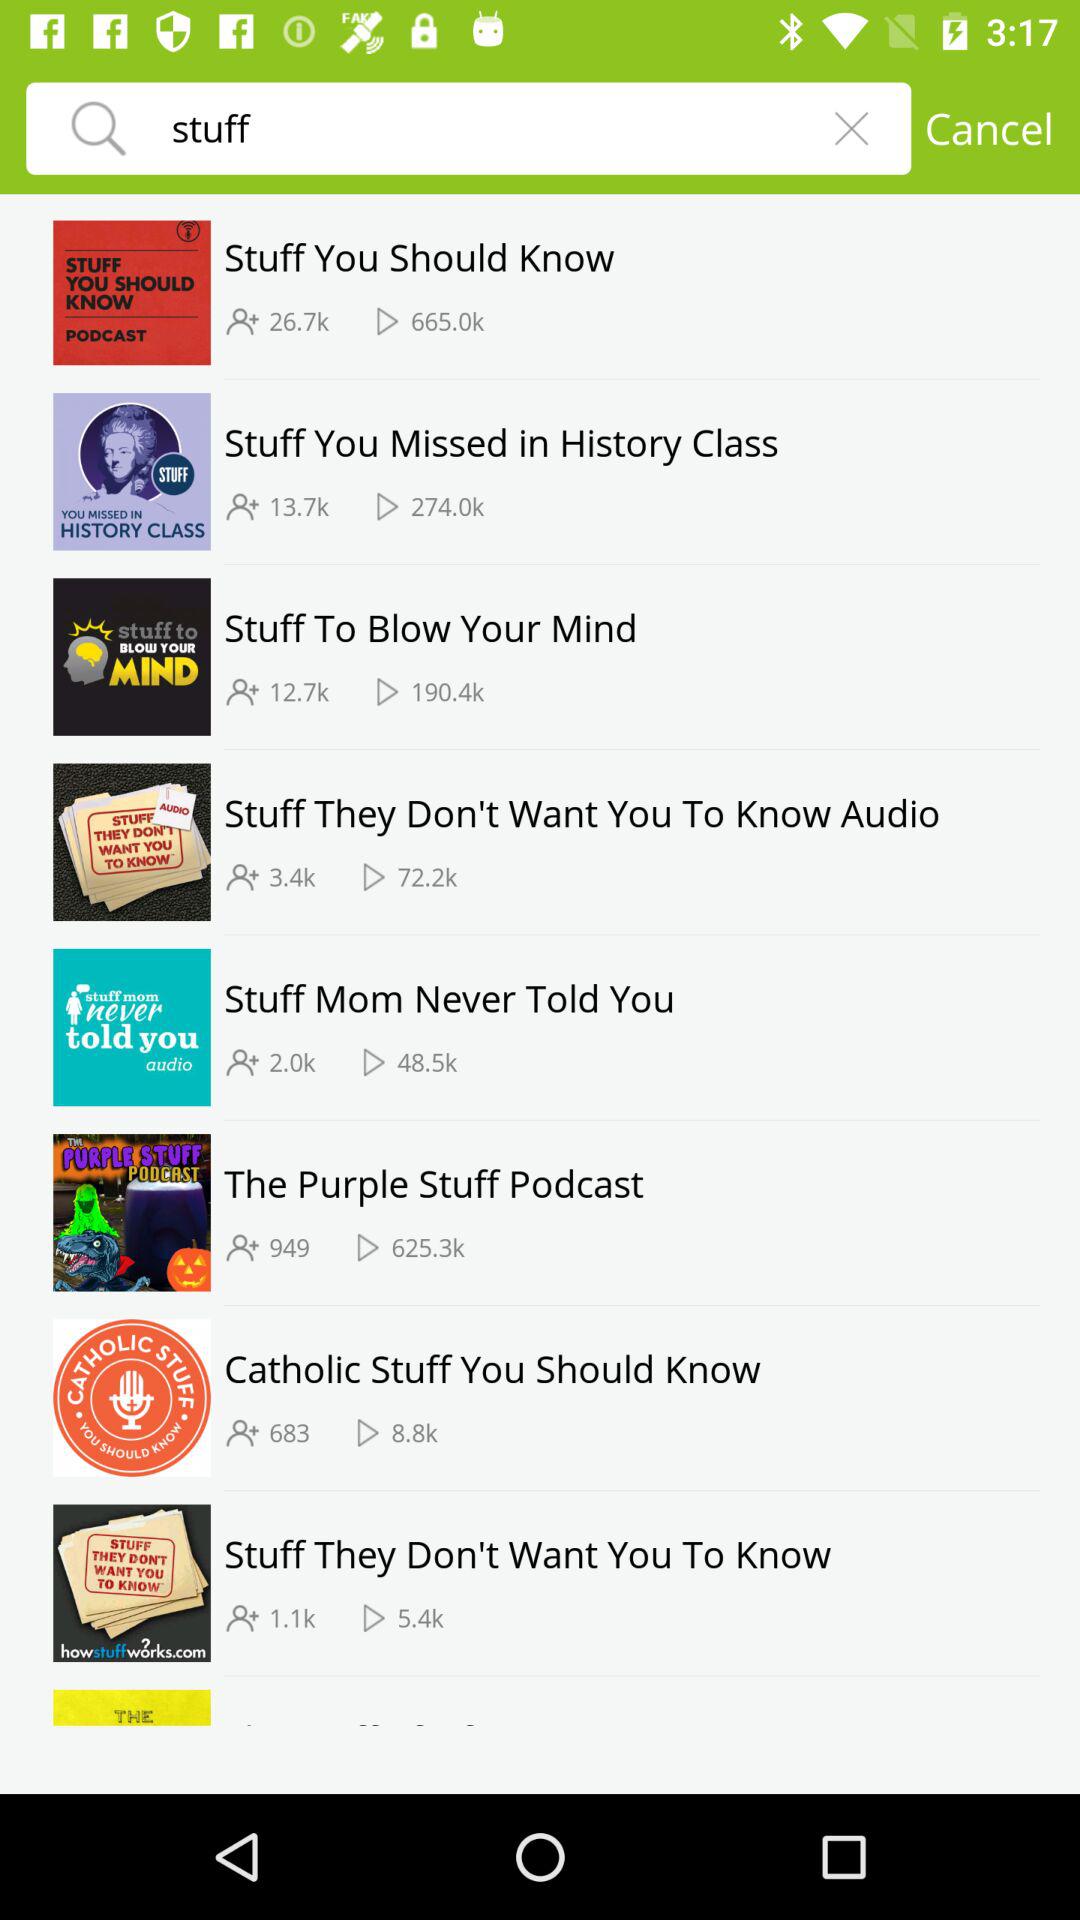 FAKE
3:17
stuff
Cancel
STUFF
YOU SHOULD
KNOW
PODCAST
Stuff You Should Know
26.7k 665.0k
STUFF
YOU MISSED IN
HISTORY CLASS
Stuff You Missed in History Class
13.7k 274.0k
stuff to
BLOW YOUR
MIND
Stuff To Blow Your Mind
12.7k 190.4k
AUDIO
STUFF
THEY DON'T
WANT YOU
TO KNOW
Stuff They Don't Want You To Know Audio
3.4k 72.2k
stuff mom
never
told you
audio
Stuff Mom Never Told You
2.0k 48.5k
THE
PURPLE STUFF
PODCAST
The Purple Stuff Podcast
949 625.3k
CATHOLIC STUFF
YOU SHOULD KNOW
Catholic Stuff You Should Know
683 8.8k
STUFF
THEY DON'T
WANT YOU
TO KNOW
howstuffworks.com
Stuff They Don't Want You To Know
1.1k 5.4k
THE